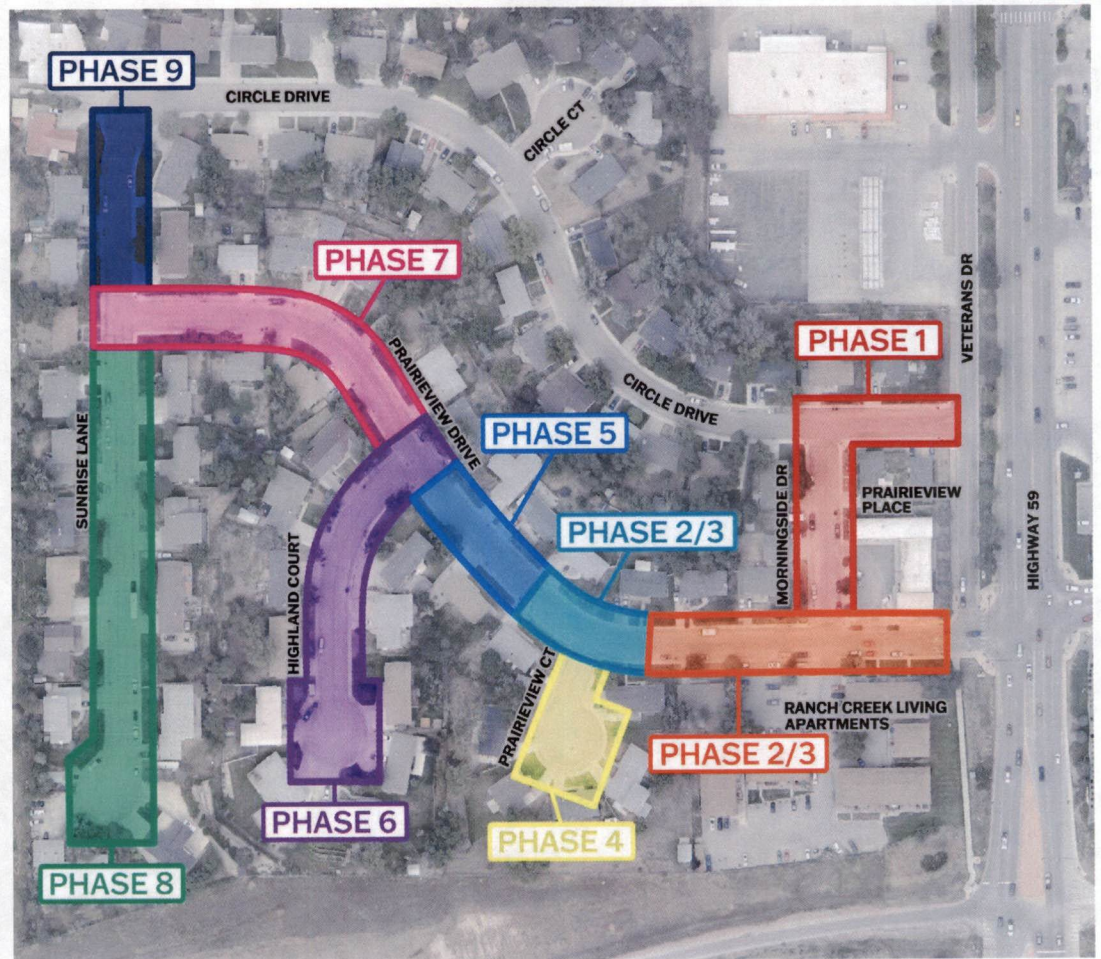 PHASE 9
CIRCLE DRIVE
CIRCLE CT
PHASE 7
VETERANS DR
PHASE 1
PRAIRIEVIEW DRIVE
CIRCLE DRIVE
SUNRISE LANE
PHASE 5
PHASE 2/3
MORNINGSIDE DR
PRAIRIEVIEW
PLACE
HIGHWAY 59
HIGHLAND COURT
PRAIRIEVIEW CT
RANCH CREEK LIVING
APARTMENTS
PHASE 2/3
PHASE 6
PHASE 4
PHASE 8